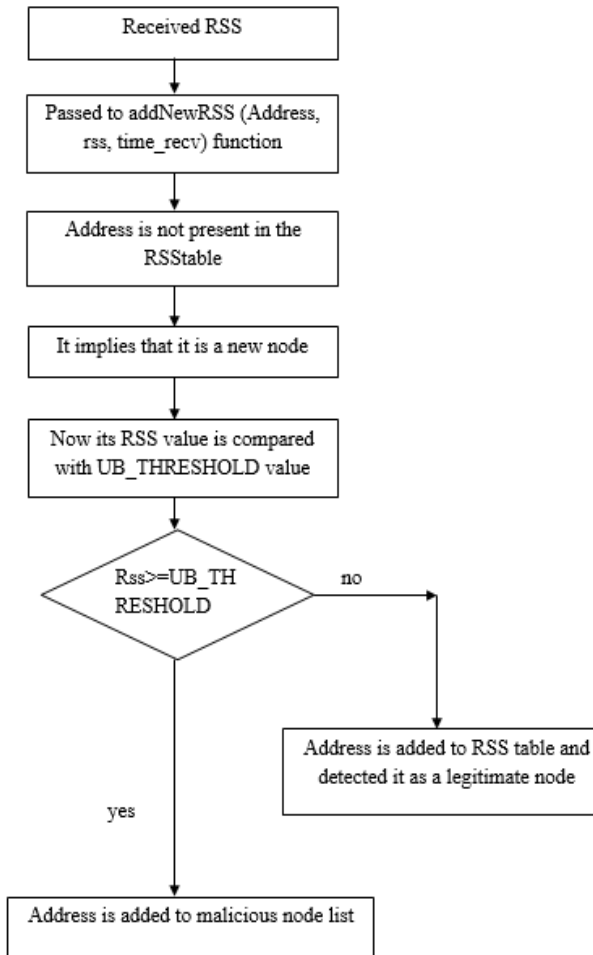 Received RSS
Passed to addNewRSS (Address,
rss, time_recv) function
Address is not present in the
RSStable
It implies that it is a new node
Now its RSS value is compared
with UB_THRESHOLD value
Rss>=UB_TH
RESHOLD
no
Address is added to RSS table and
detected it as a legitimate node
yes
Address is added to malicious node list